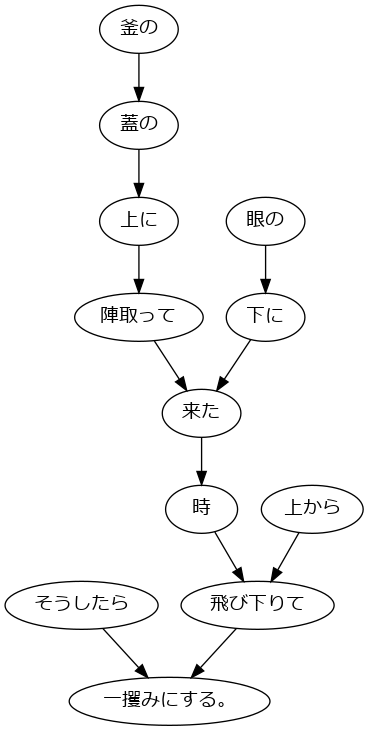 釜の
蓋の
上に
眼の
陣取って
下に
来た
時
上から
そうしたら
飛び下りて
一攫みにする。